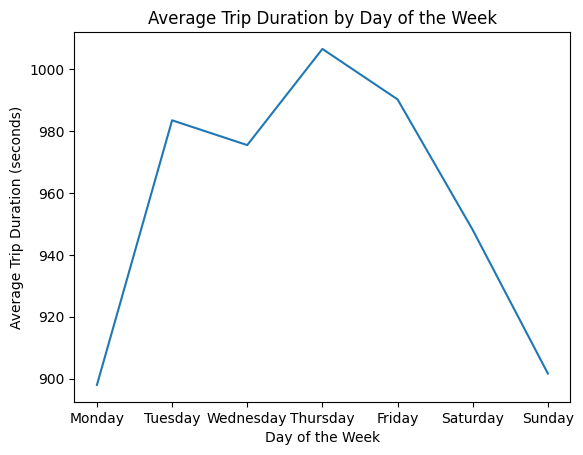 Average Trip Duration by Day of the Week
Average Trip Duration (seconds)
1000
980
960
940
920
900
Monday Tuesday Wednesday Thursday Friday Saturday Sunday
Day of the Week